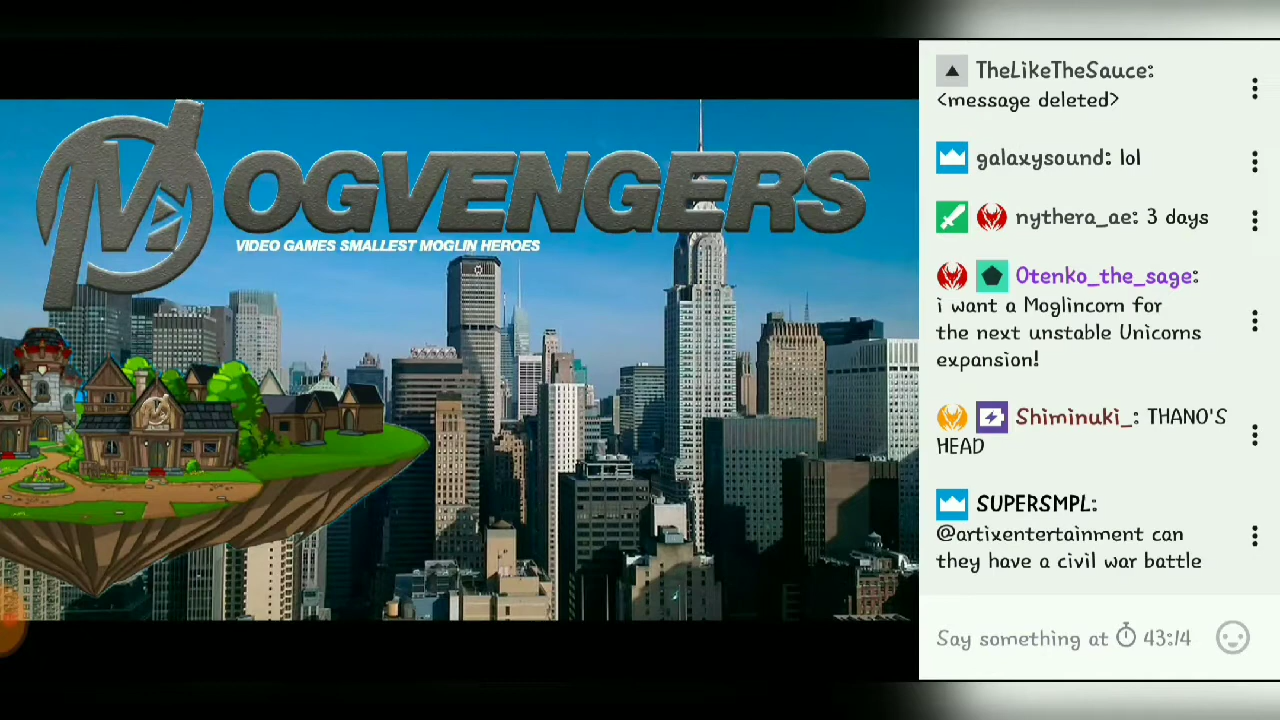 MOGVENGERS
VIDEO GAMES SMALLEST MOGLIN HEROES
TheLikeTheSauce:
<message deleted>
galaxysound: lol
nythera_ae: 3 days
Otenko_the_sage:
i want a Moglincorn for
the next unstable Unicorns
expansion!
Shiminuki_: THANO'S
HEAD
SUPERSMPL:
@artixentertainment can
they have a civil war battle
Say something at 43:14